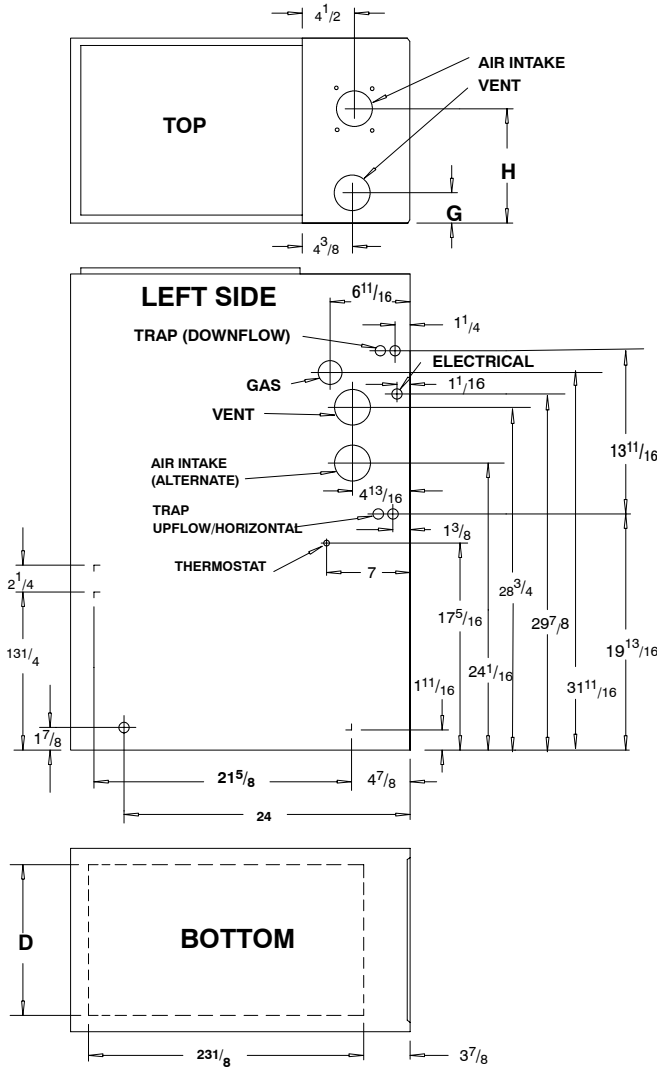 4 1/2
AIR INTAKE
VENT
TOP
H
G
4 3/8
LEFT SIDE
6 11/16
TRAP (DOWNFLOW)
1 1/4
ELECTRICAL
GAS
1 1/16
VENT
13 11/16
AIR INTAKE
(ALTERNATE)
4 13/16
TRAP
UPFLOW/HORIZONTAL
1 3/8
THERMOSTAT
7
2 1/4
28 3/4
17 5/16
29 7/8
19 13/16
131/4
24 1/16
31 11/16
1 11/16
1 7/8
21 5/8
4 7/8
24
D
BOTTOM
231/8
3 7/8